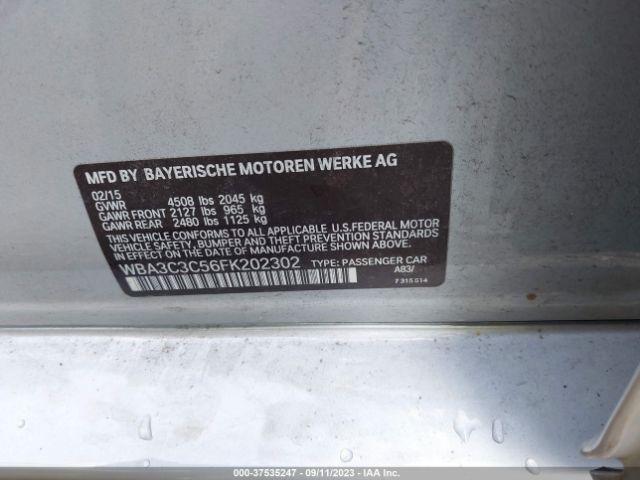 MFD BY BAYERISCHE MOTOREN WERKE AG
02/15
GVWR 4508 lbs 2045 kg
GAWR FRONT 2127 lbs 965 kg
GAWR REAR 2480 lbs 1125 kg
THIS VEHICLE CONFORMS TO ALL APPLICABLE U.S.FEDERAL MOTOR
VEHICLE SAFETY, BUMPER, AND THEFT PREVENTION STANDARDS
IN EFFECT ON THE DATE OF MANUFACTURE SHOWN ABOVE.
WBA3C3C56FK202302 TYPE: PASSENGER CAR
A83/
7 315 514
000-37535247 - 09/11/2023 - © IAA Inc.